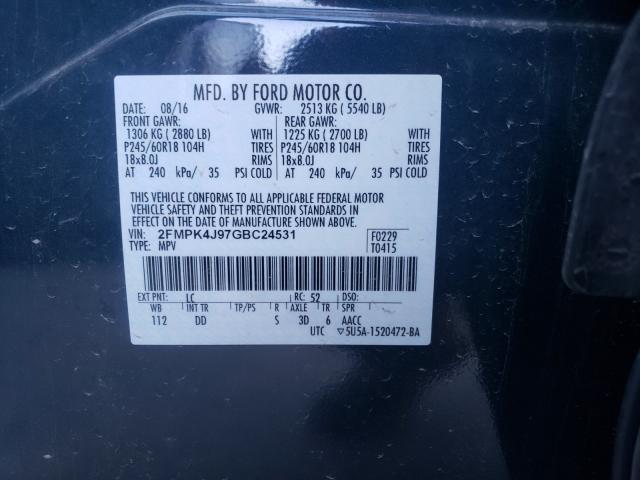 MFD. BY FORD MOTOR CO.
DATE: 08/16 GVWR: 2513 KG ( 5540 LB)
FRONT GAWR: REAR GAWR:
1306 KG ( 2880 LB) WITH 1225 KG ( 2700 LB) WITH
P245/60R18 104H TIRES P245/60R18 104H TIRES
18x8.0J RIMS 18x8.0J RIMS
AT 240 kPa/ 35 PSI COLD AT 240 kPa/ 35 PSI COLD
THIS VEHICLE CONFORMS TO ALL APPLICABLE FEDERAL MOTOR
VEHICLE SAFETY AND THEFT PREVENTION STANDARDS IN
EFFECT ON THE DATE OF MANUFACTURE SHOWN ABOVE.
VIN: 2FMPK4J97GBC24531 F0229
TYPE: MPV T0415
EXT PNT: LC RC: 52 DSO:
WB INT TR TP/PS R AXLE TR SPR
112 DD S 3D 6 AACC
UTC ▽5U5A-1520472-BA